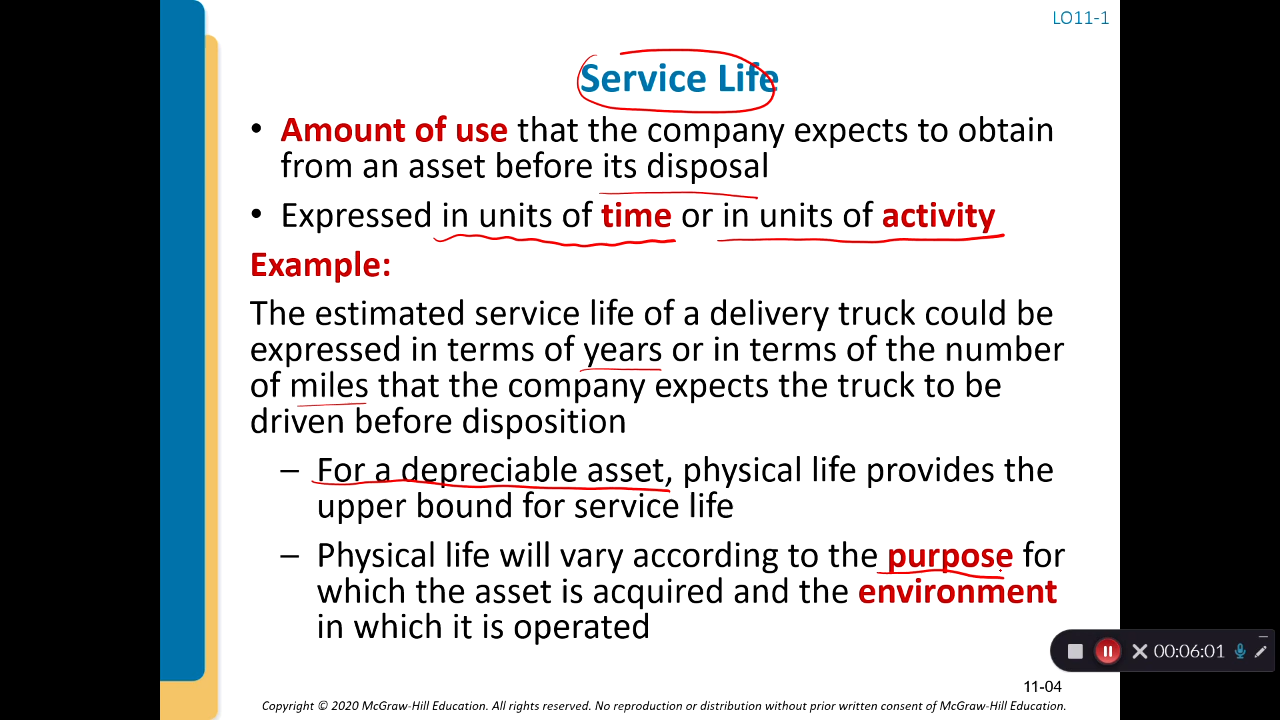 LO11-1
Service Life
• Amount of use that the company expects to obtain
from an asset before its disposal
• Expressed in units of time or in units of activity
Example:
The estimated service life of a delivery truck could be
expressed in terms of years or in terms of the number
of miles that the company expects the truck to be
driven before disposition
– For a depreciable asset, physical life provides the
upper bound for service life
– Physical life will vary according to the purpose for
which the asset is acquired and the environment
in which it is operated
00:06:01
11-04
Copyright © 2020 McGraw-Hill Education. All rights reserved. No reproduction or distribution without prior written consent of McGraw-Hill Education.